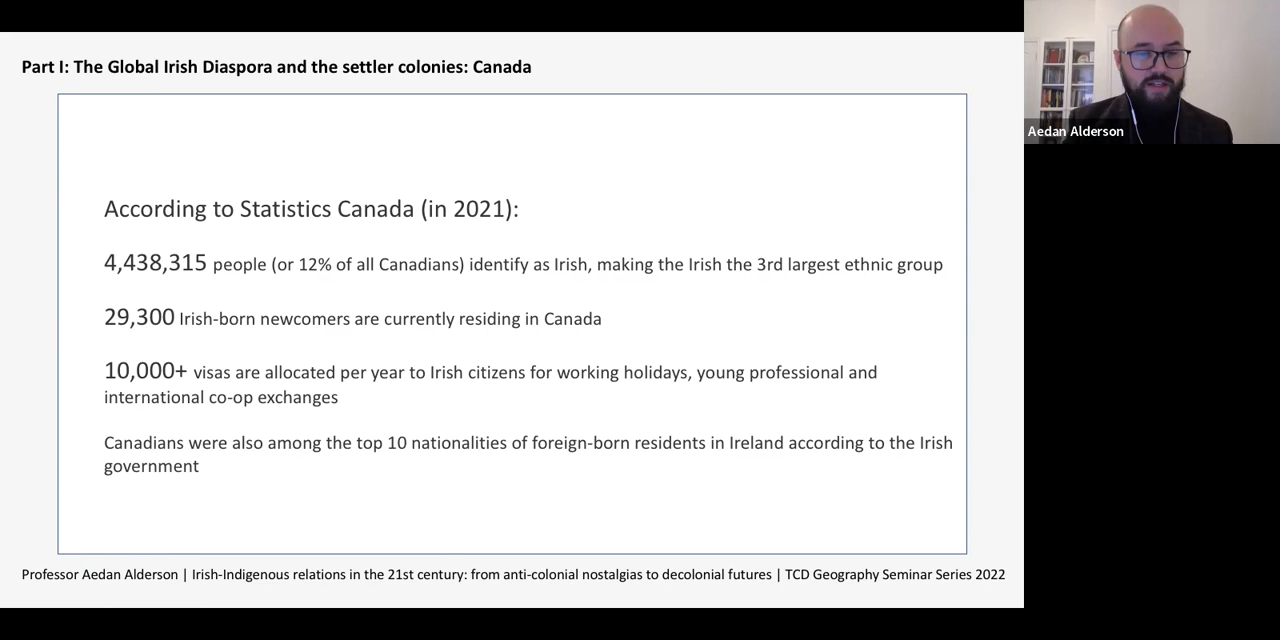 Part I: The Global Irish Diaspora and the settler colonies: Canada
Aedan Alderson
According to Statistics Canada (in 2021):
4,438,315 people (or 12% of all Canadians) identify as Irish, making the Irish the 3rd largest ethnic group
29,300 Irish-born newcomers are currently residing in Canada
10,000+ visas are allocated per year to Irish citizens for working holidays, young professional and
international co-op exchanges
Canadians were also among the top 10 nationalities of foreign-born residents in Ireland according to the Irish
government
Professor Aedan Alderson | Irish-Indigenous relations in the 21st century: from anti-colonial nostalgias to decolonial futures | TCD Geography Seminar Series 2022